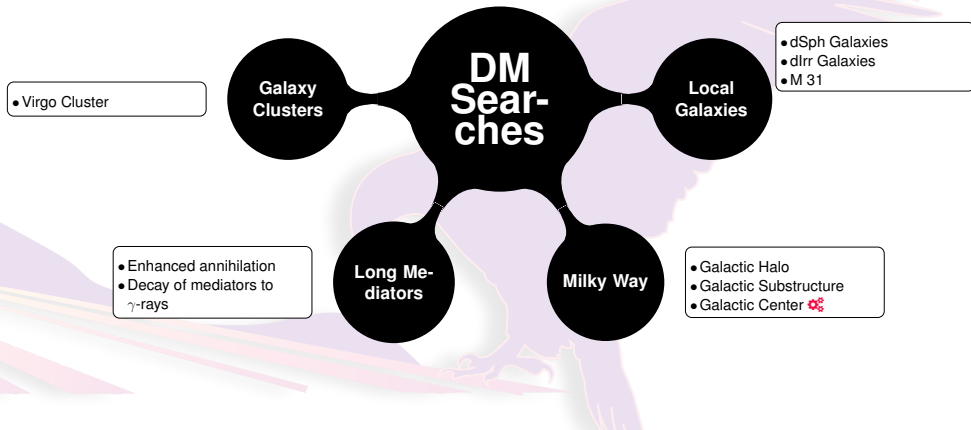 DM
Sear-
ches
Galaxy
Clusters
• Virgo Cluster
Local
Galaxies
• dSph Galaxies
• dIrr Galaxies
• M 31
Long Me-
diators
• Enhanced annihilation
• Decay of mediators to
γ-rays
Milky Way
• Galactic Halo
• Galactic Substructure
• Galactic Center